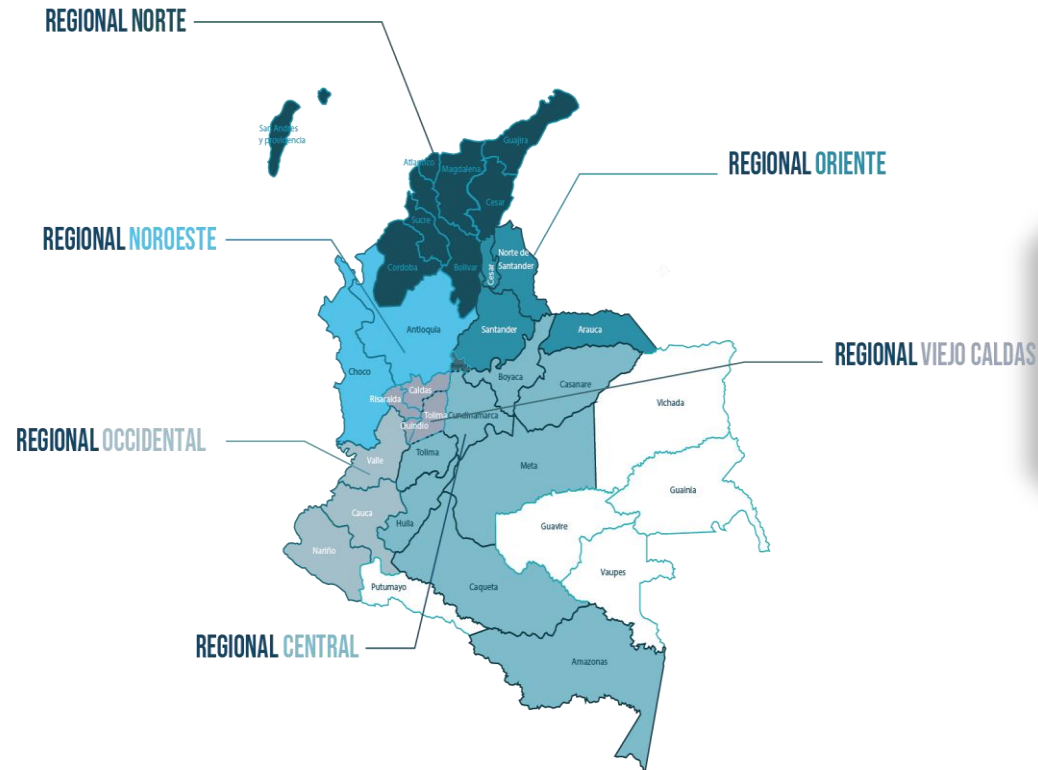 REGIONAL NORTE
San Andres
y providencia
Guajira
Atlantico
Magdalena
REGIONAL ORIENTE
Cesar
Sucre
REGIONAL NOROESTE
Norte de
Santander
Cordoba
Bolivar
Cesar
Antioquia
Santander
Arauca
REGIONAL VIEJO CALDAS
Choco
Boyaca
Casanare
Caldas
Risaralda
Vichada
Tolima
Cundinamarca
Quindio
REGIONAL OCCIDENTAL
Tolima
Valle
Meta
Guainia
Cauca
Huila
Guavire
Nariño
Vaupes
Putumayo
Caqueta
REGIONAL CENTRAL
Amazonas